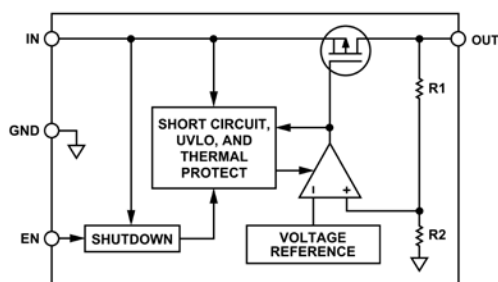 IN
OUT
R1
GND
SHORT CIRCUIT,
UVLO, AND
THERMAL
PROTECT
- +
EN
SHUTDOWN
VOLTAGE
REFERENCE
R2